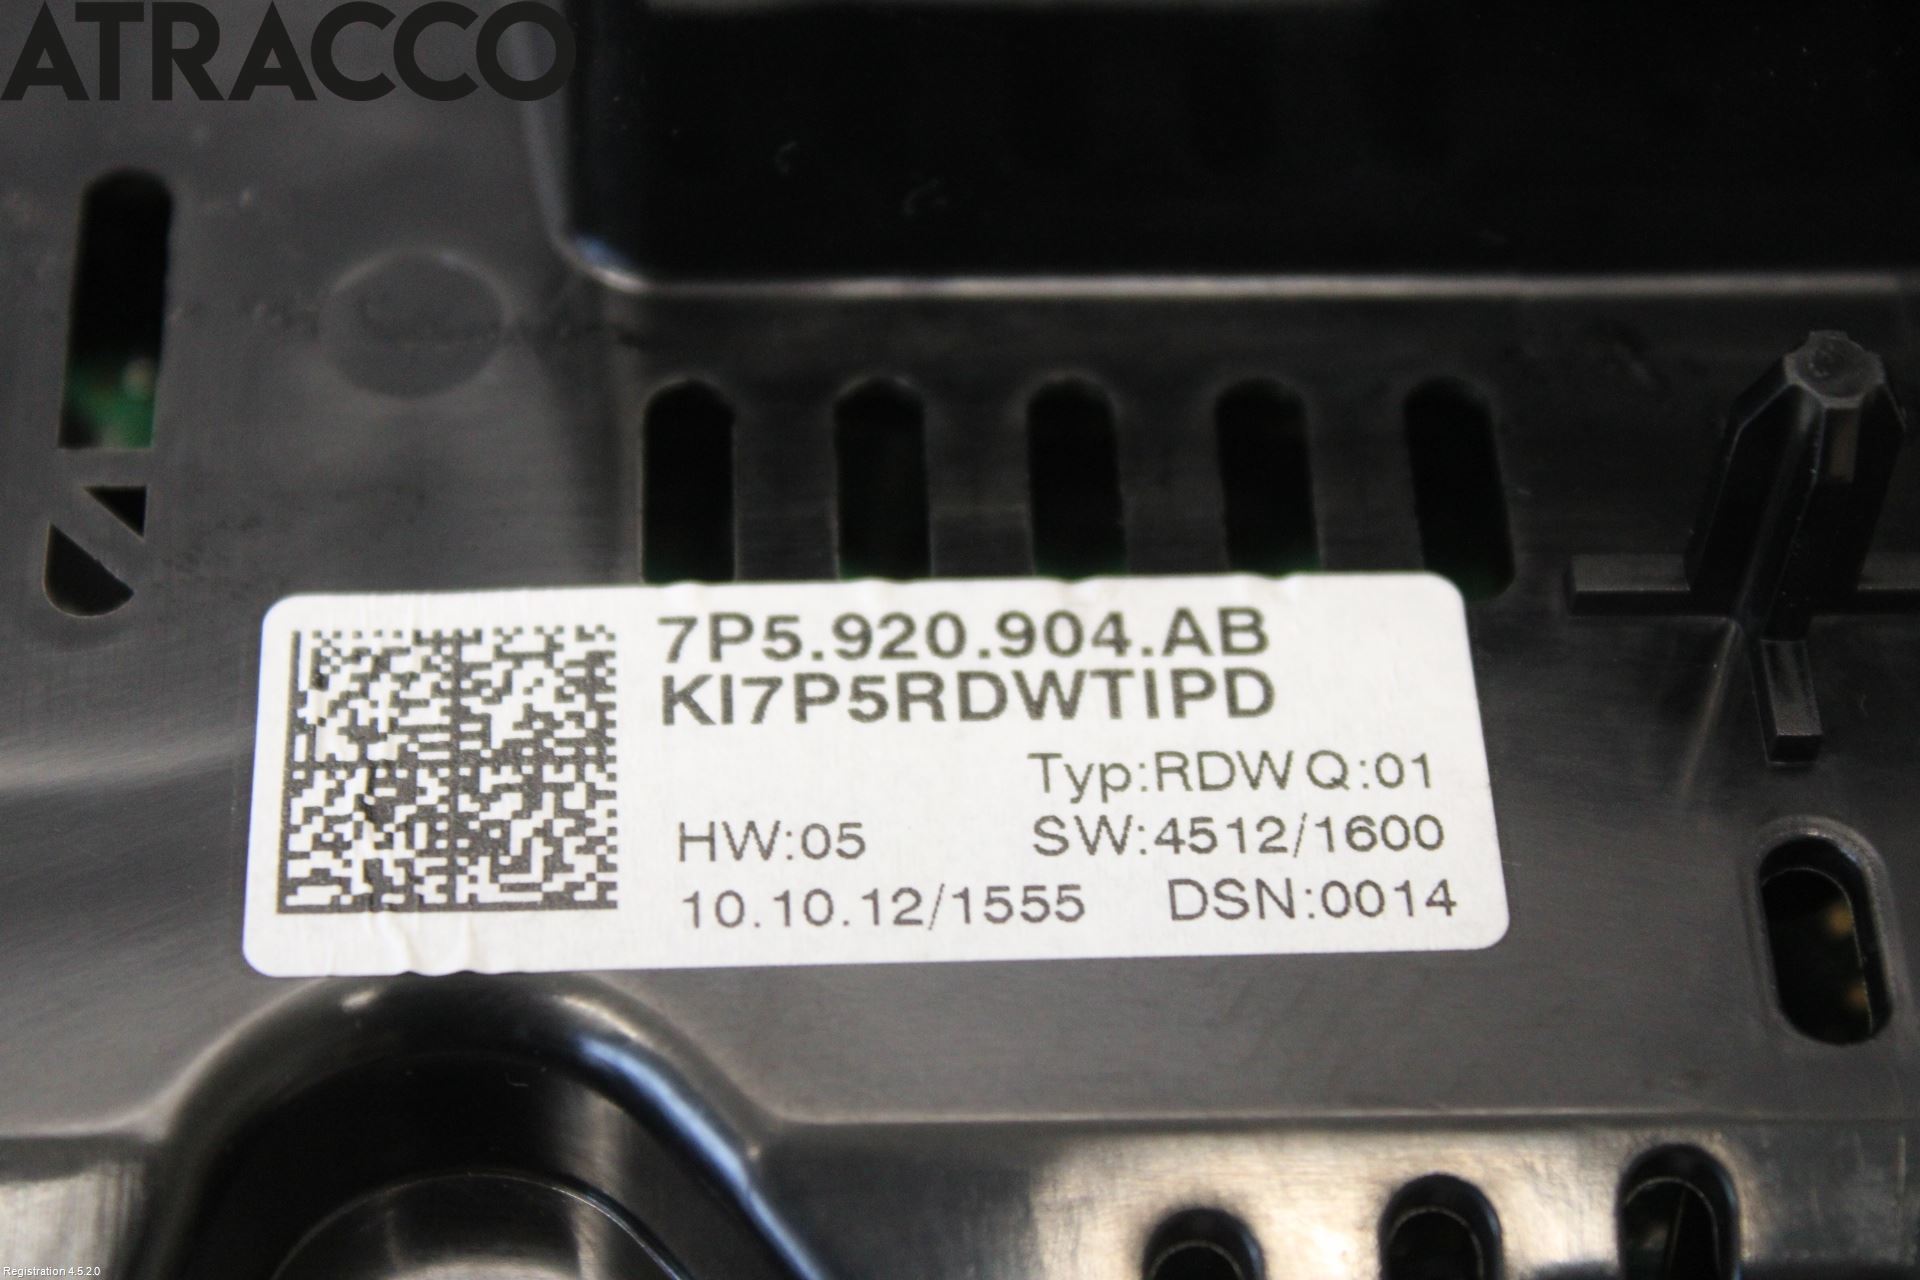 ATRACCO
7P5.920.904.AB
KI7P5RDWTIPD
Typ:RDW Q:01
HW:05 SW:4512/1600
10.10.12/1555 DSN:0014
Registration 4.5.2.0